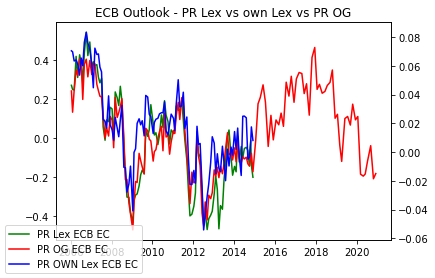 ECB Outlook - PR Lex vs own Lex vs PR OG
0.4
0.2
0.0
−0.2
−0.4
0.08
0.06
0.04
0.02
0.00
−0.02
−0.04
−0.06
2008 2010 2012 2014 2016 2018 2020
PR Lex ECB EC
PR OG ECB EC
PR OWN Lex ECB EC